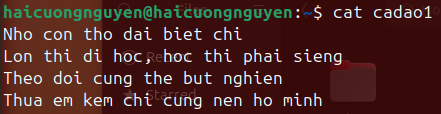 haicuongnguyen@haicuongnguyen:~$ cat cadao1
Nho con tho dai biet chi
Lon thi di hoc, hoc thi phai sieng
Theo doi cung the but nghien
Thua em kem chi cung nen ho minh
Starred